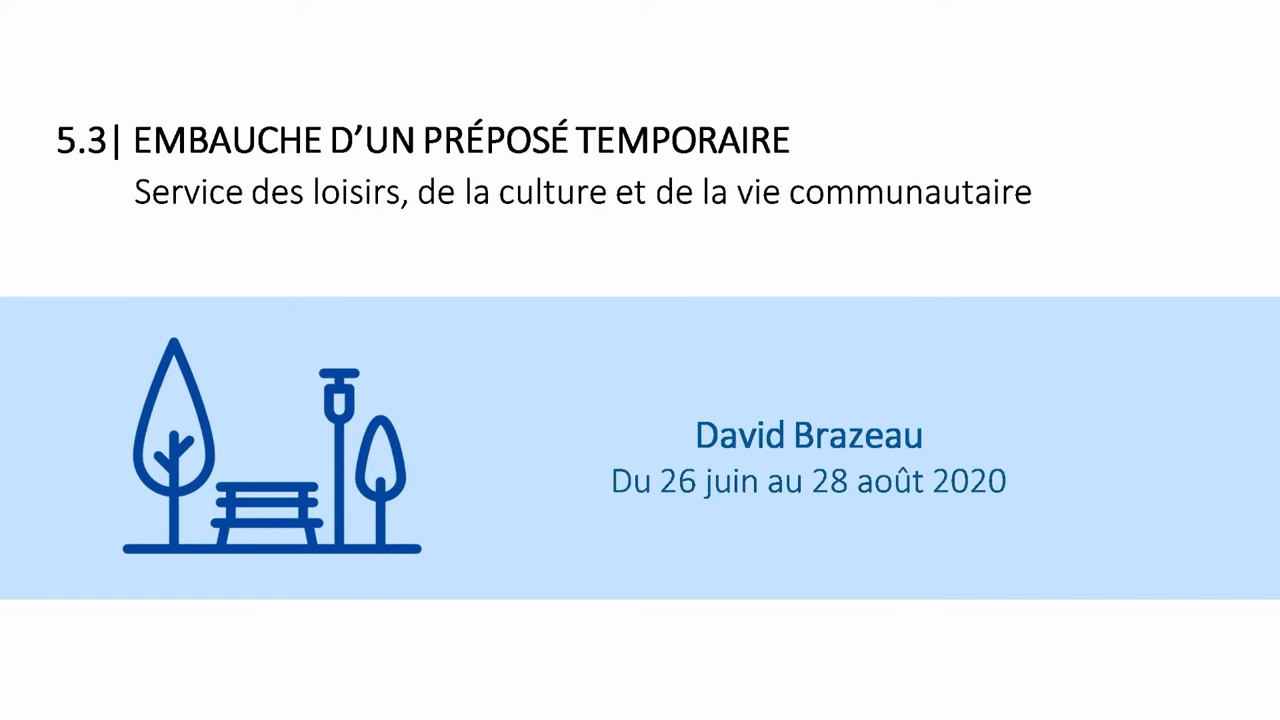 5.3| EMBAUCHE D’UN PRÉPOSÉ TEMPORAIRE
Service des loisirs, de la culture et de la vie communautaire
David Brazeau
Du 26 juin au 28 août 2020